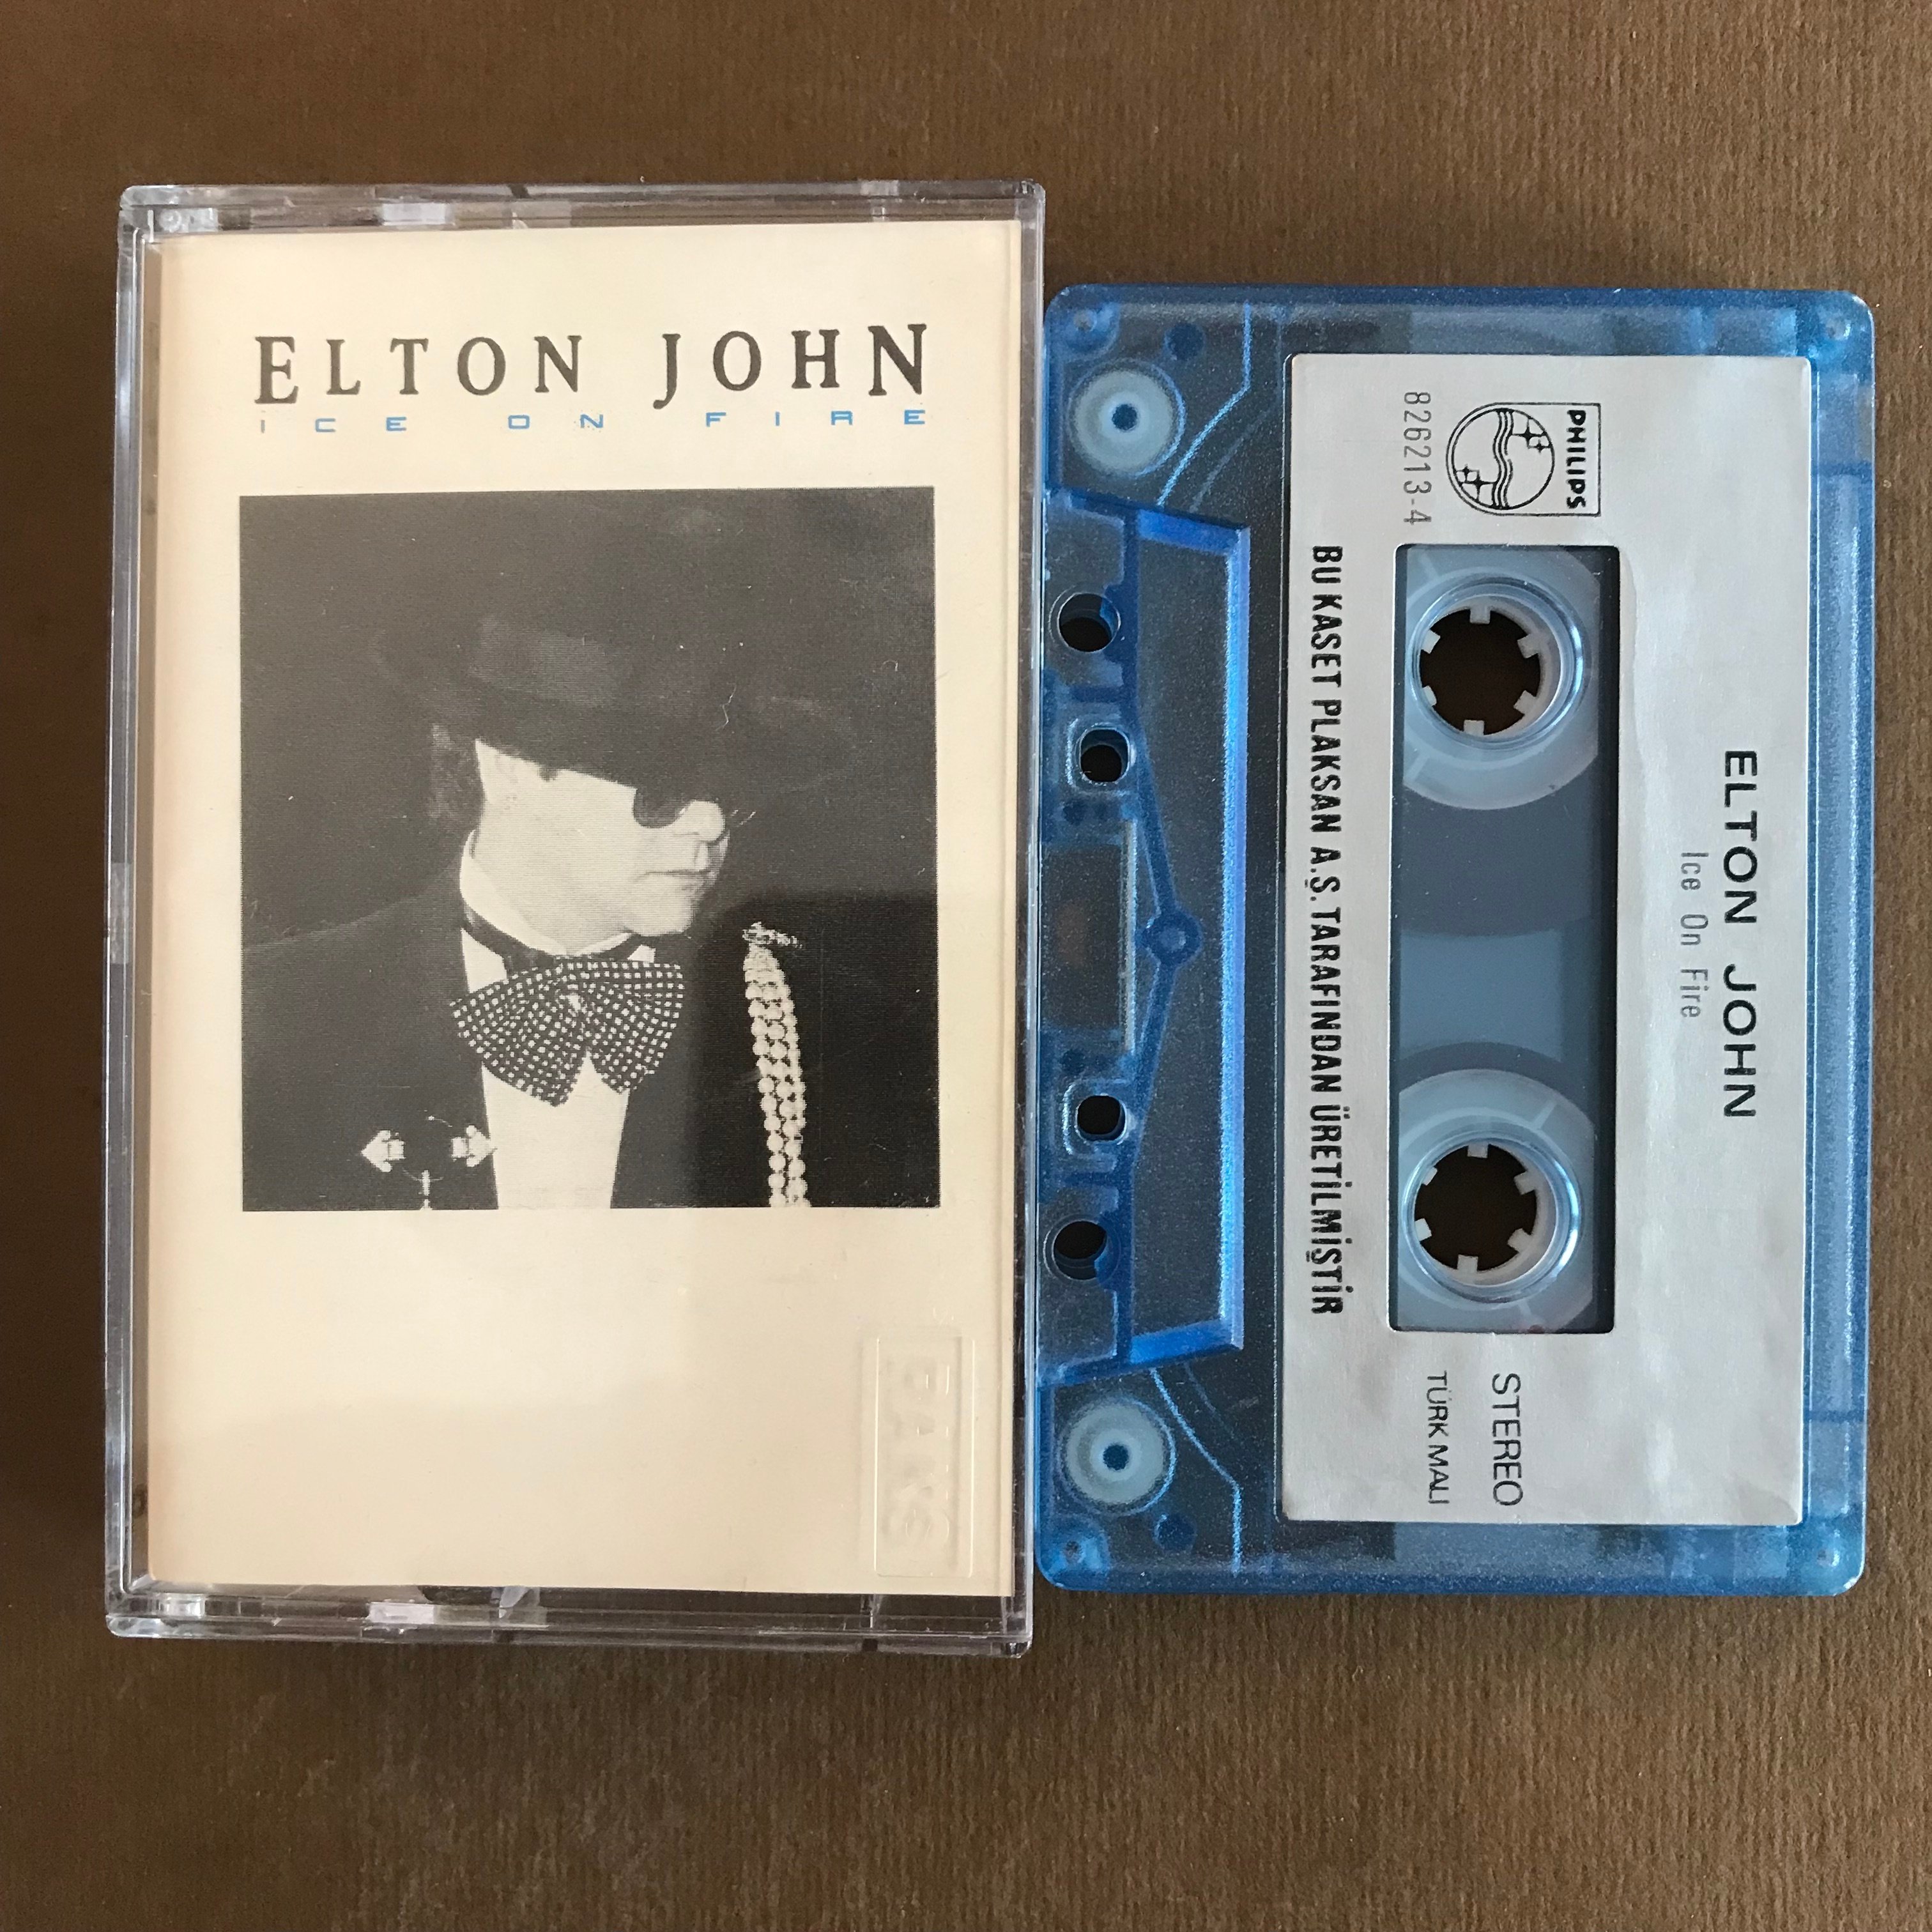 ELTON JOHN
iCE ON FIRE
RAKS
ELTON JOHN
Ice On Fire
PHILIPS
826213-4
STEREO
TÜRK MALI
BU KASET PLAKSAN A.Ş. TARAFINDAN ÜRETİLMİŞTİR